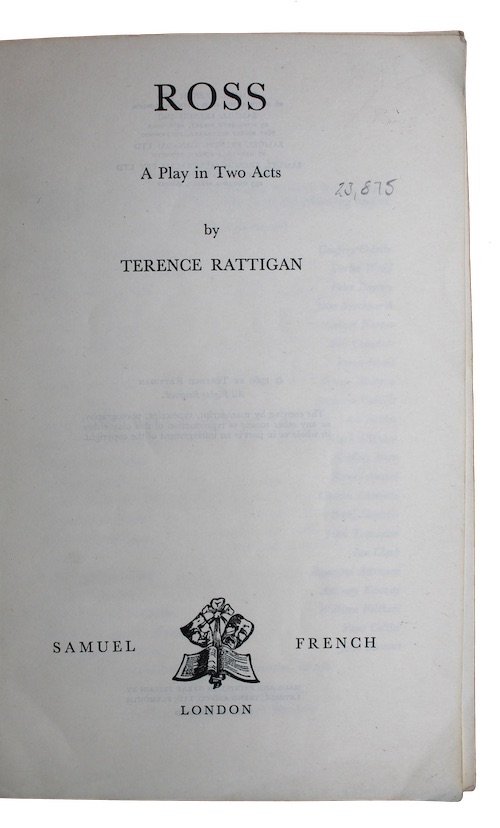 ROSS
A Play in Two Acts
23,875
by
TERENCE RATTIGAN
SAMUEL FRENCH
LONDON